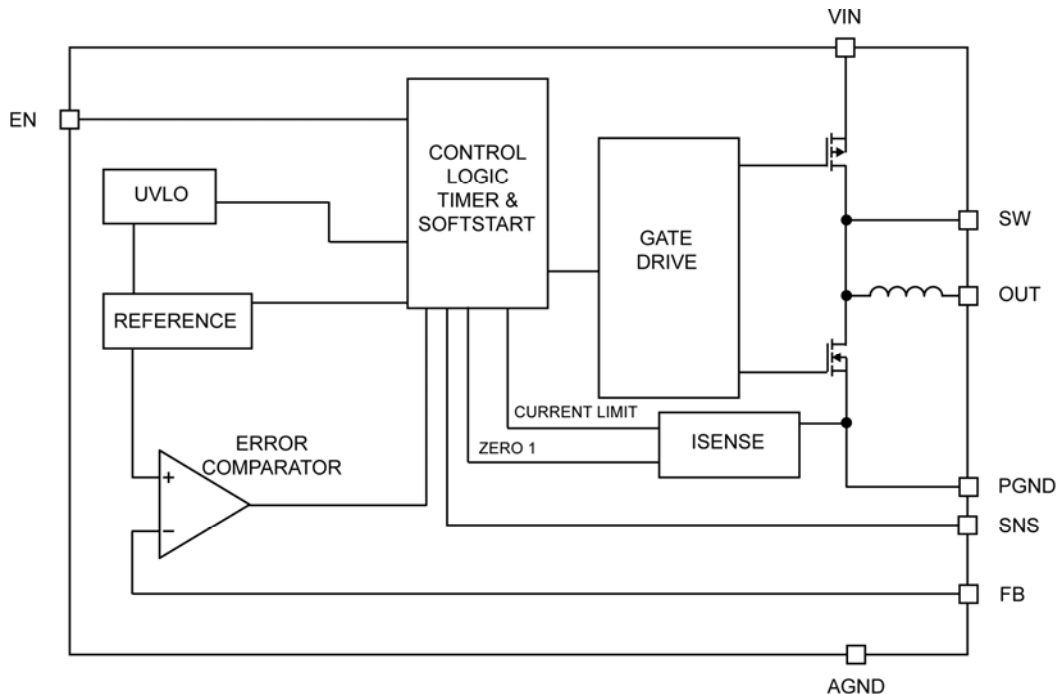 VIN
EN
CONTROL
LOGIC
TIMER &
SOFTSTART
UVLO
GATE
DRIVE
SW
OUT
REFERENCE
CURRENT LIMIT
ISENSE
ZERO 1
ERROR
COMPARATOR
+
−
PGND
SNS
FB
AGND